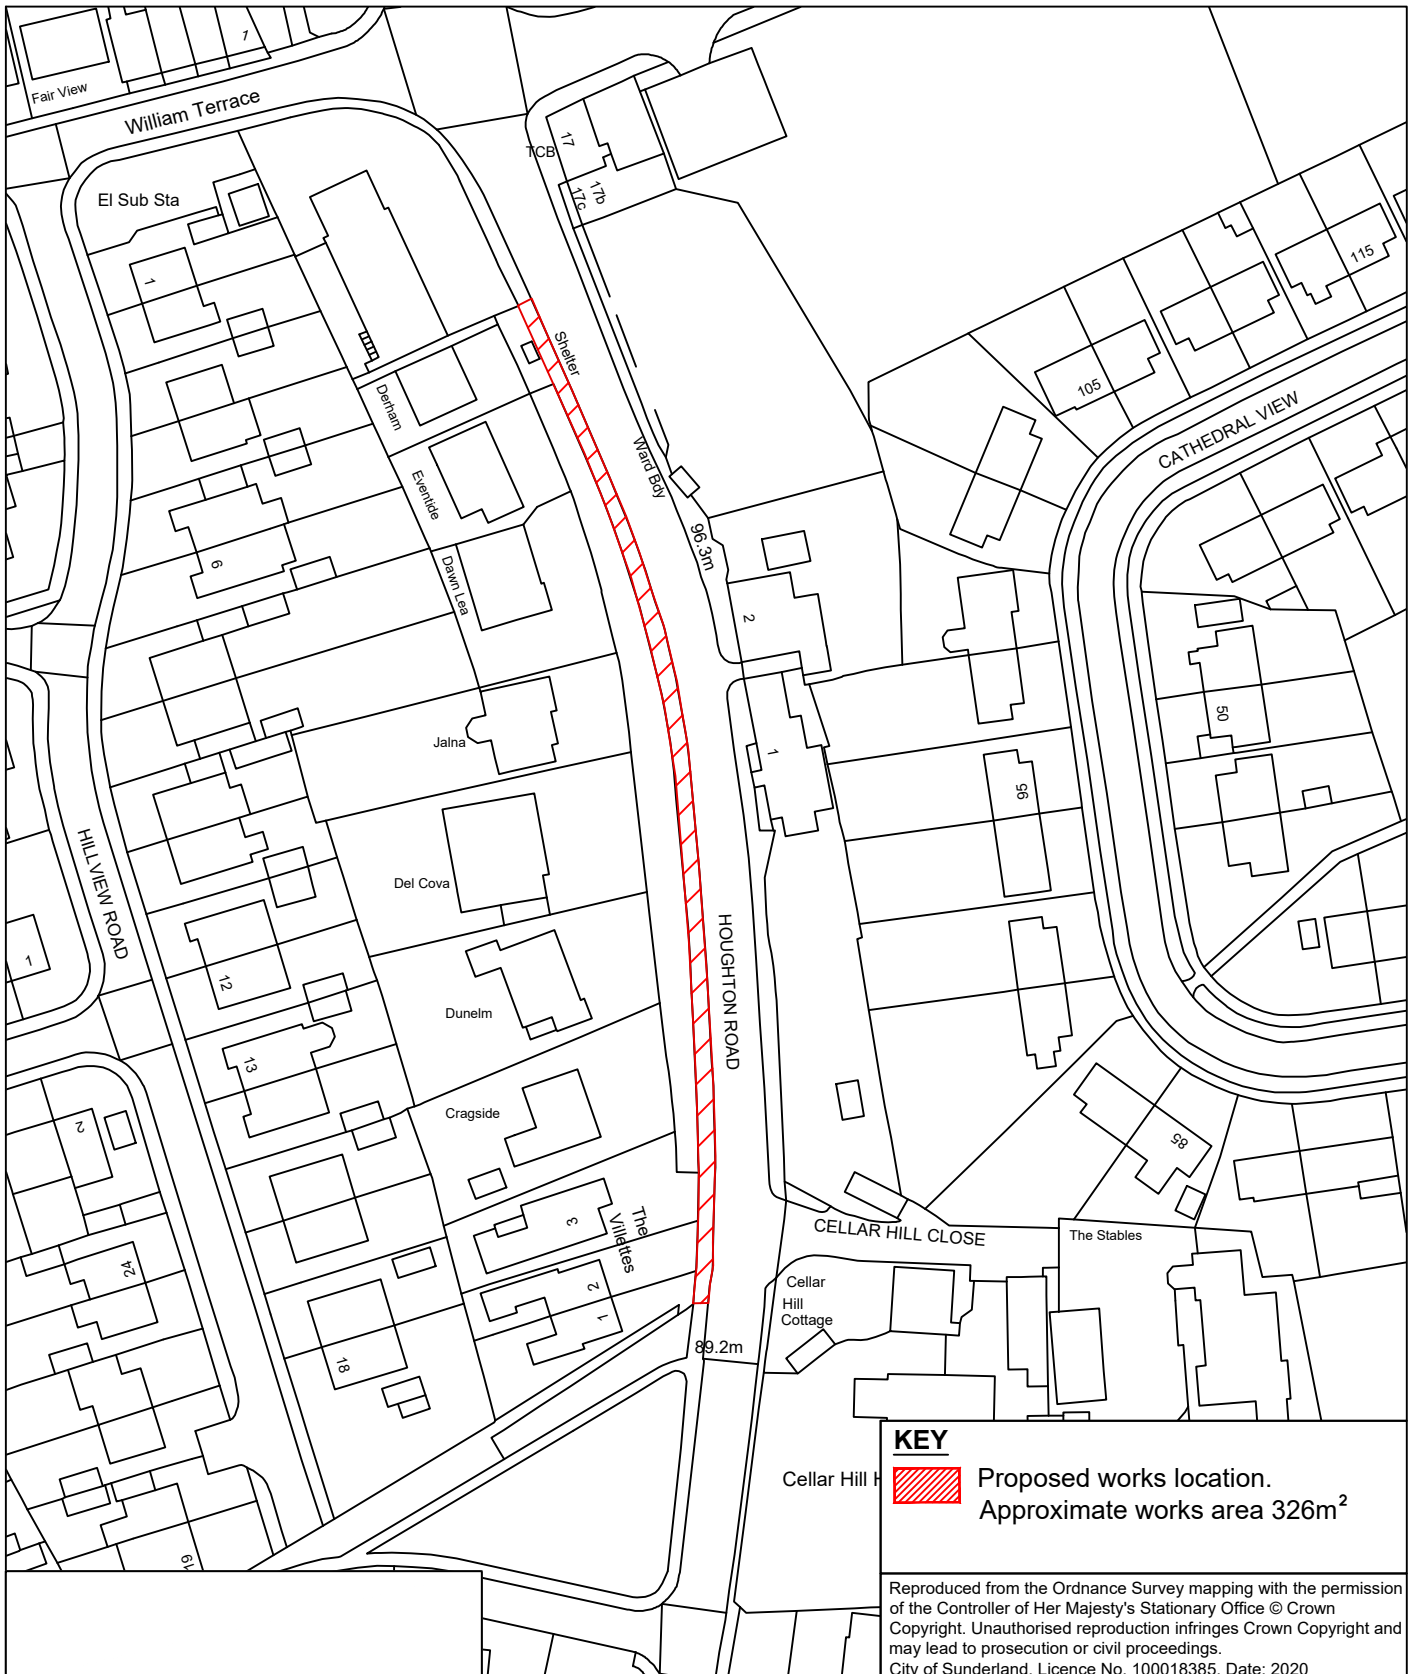 1
Fair View
William Terrace
TCB
17
17b
17c
El Sub Sta
1
115
Shelter
105
Derham
CATHEDRAL VIEW
Ward Bdy
Eventide
96.3m
6
Dawn Lea
2
50
Jalna
1
95
HILLVIEW ROAD
Del Cova
HOUGHTON ROAD
1
12
Dunelm
13
Cragside
2
85
The
Villettes
3
CELLAR HILL CLOSE
The Stables
24
Cellar
Hill
Cottage
2
1
89.2m
18
KEY
Cellar Hill H
Proposed works location.
Approximate works area 326m²
19
Reproduced from the Ordnance Survey mapping with the permission
of the Controller of Her Majesty's Stationary Office © Crown
Copyright. Unauthorised reproduction infringes Crown Copyright and
may lead to prosecution or civil proceedings.
City of Sunderland. Licence No. 100018385. Date: 2020